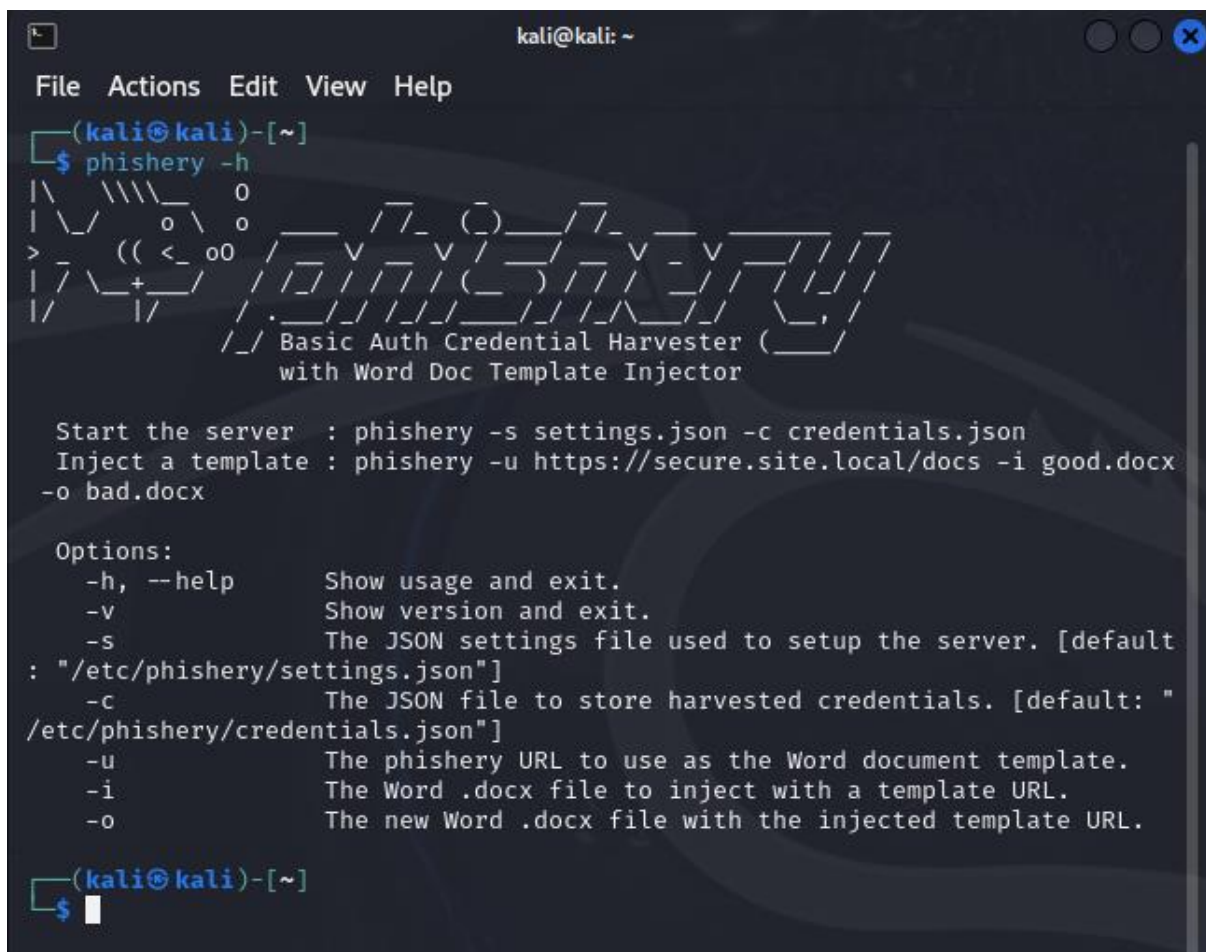 kali@kali: ~
File Actions Edit View Help
(kali㉿kali)-[~]
$ phishery -h
phishery
Basic Auth Credential Harvester
with Word Doc Template Injector
Start the server : phishery -s settings.json -c credentials.json
Inject a template : phishery -u https://secure.site.local/docs -i good.docx
-o bad.docx
Options:
-h, --help Show usage and exit.
-v Show version and exit.
-s The JSON settings file used to setup the server. [default
: "/etc/phishery/settings.json"]
-c The JSON file to store harvested credentials. [default: "
/etc/phishery/credentials.json"]
-u The phishery URL to use as the Word document template.
-i The Word .docx file to inject with a template URL.
-o The new Word .docx file with the injected template URL.
(kali㉿kali)-[~]
$